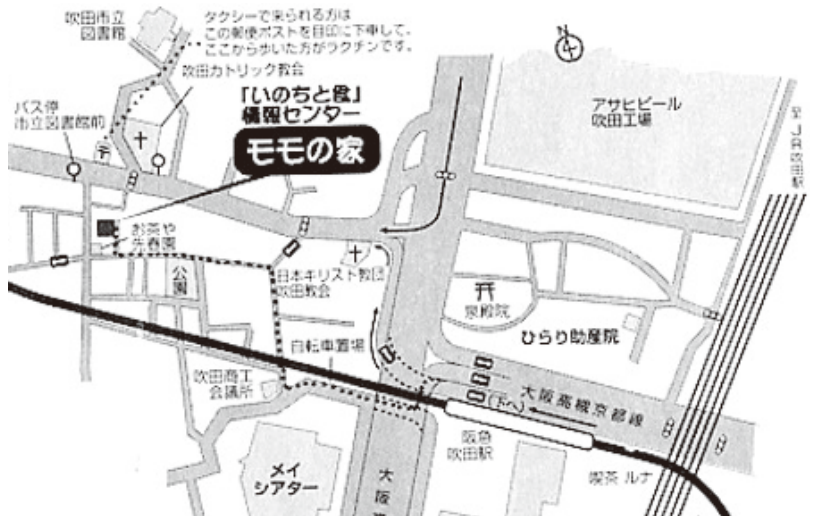 吹田市立
図書館
タクシーで来られる方は
この郵便ポストを目印に下車して、
ここから歩いた方がラクチンです。
吹田カトリック教会
バス停
市立図書館前
「いのちと食」
情報センター
モモの家
アサヒビール
吹田工場
至JR吹田駅
お茶や
先春園
公園
日本キリスト教団
吹田教会
泉殿院
ひらり助産院
自転車置場
吹田商工
会議所
大阪高槻京都線
(下へ)
阪急
吹田駅
メイ
シアター
大阪
喫茶 ルナ